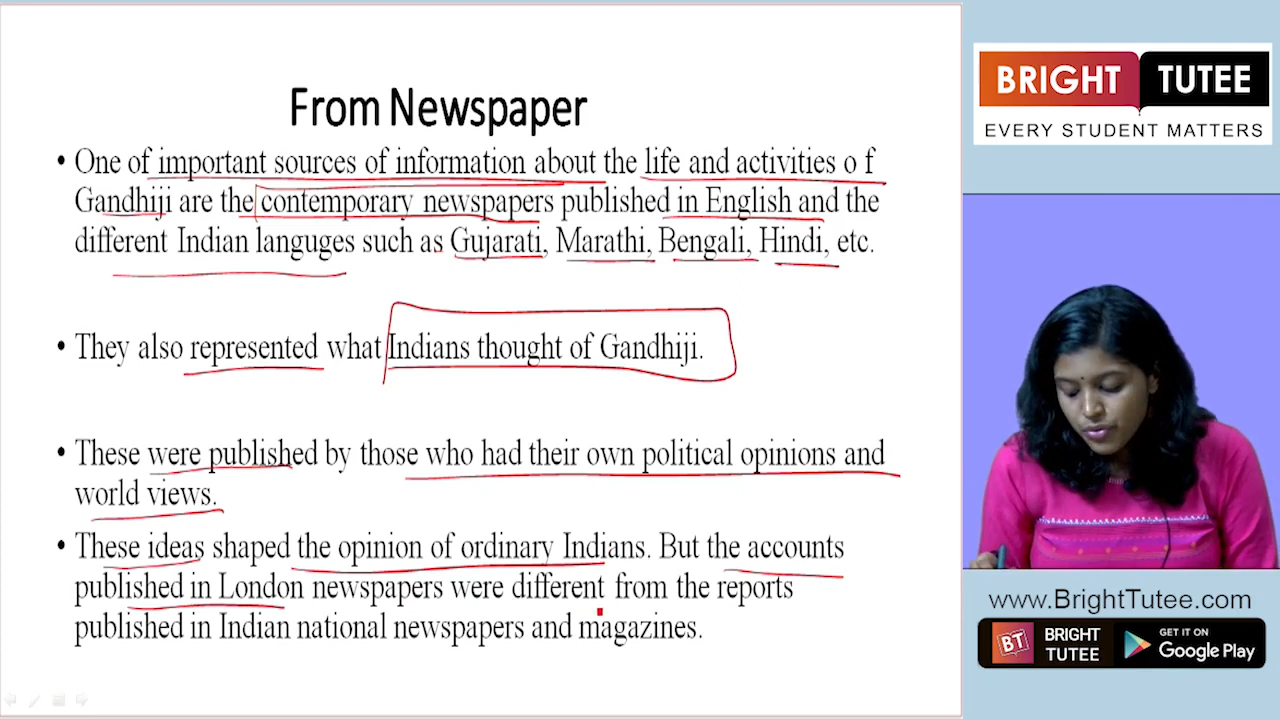 From Newspaper
• One of important sources of information about the life and activities o f
Gandhiji are the contemporary newspapers published in English and the
different Indian languges such as Gujarati, Marathi, Bengali, Hindi, etc.
• They also represented what Indians thought of Gandhiji.
• These were published by those who had their own political opinions and
world views.
• These ideas shaped the opinion of ordinary Indians. But the accounts
published in London newspapers were different from the reports
published in Indian national newspapers and magazines.
BRIGHT TUTEE
EVERY STUDENT MATTERS
www.BrightTutee.com
BT
BRIGHT
TUTEE
GET IT ON
Google Play